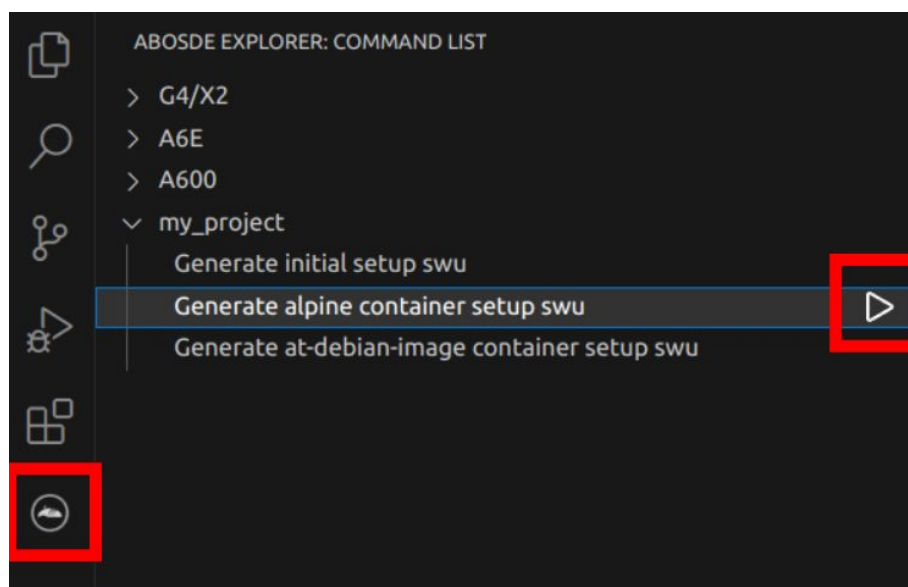 ABOSDE EXPLORER: COMMAND LIST
G4/X2
A6E
A600
my_project
Generate initial setup swu
Generate alpine container setup swu
Generate at-debian-image container setup swu